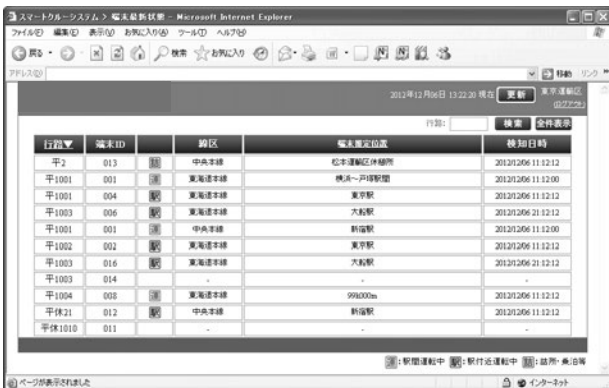 スマートクルーシステム > 端末最新状態 - Microsoft Internet Explorer
ファイル(F) 編集(E) 表示(V) お気に入り(A) ツール(T) ヘルプ(H)
戻る 検索 お気に入り
アドレス(D) 移動 リンク
2012年12月06日 13:22:20 現在 更新 東京運輸区
(ログアウト)
行路: 検索 全件表示
行路▼ 端末ID 線区 端末推定位置 検知日時
平2 013 詰 中央本線 松本運輸区休憩所 2012/12/06 11:12:12
平1001 001 運 東海道本線 横浜～戸塚駅間 2012/12/06 11:12:00
平1001 004 駅 東海道本線 東京駅 2012/12/06 11:12:12
平1003 006 駅 東海道本線 大船駅 2012/12/06 21:12:12
平1001 001 運 中央本線 新宿駅 2012/12/06 11:12:00
平1002 002 駅 東海道本線 東京駅 2012/12/06 11:12:12
平1003 016 駅 東海道本線 大船駅 2012/12/06 21:12:12
平1003 014 - -
平1004 008 運 東海道本線 991000m 2012/12/06 11:12:12
平休21 012 駅 中央本線 新宿駅 2012/12/06 11:12:12
平休1010 011 - -
運:駅間運転中 駅:駅付近運転中 詰:詰所・乗泊等
ページが表示されました インターネット